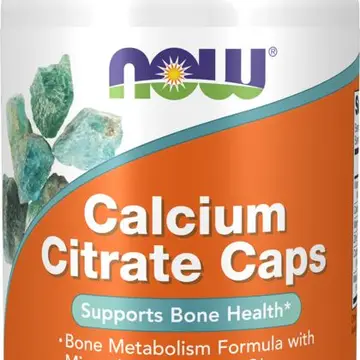 NOW
Calcium
Citrate Caps
Supports Bone Health*
• Bone Metabolism Formula with